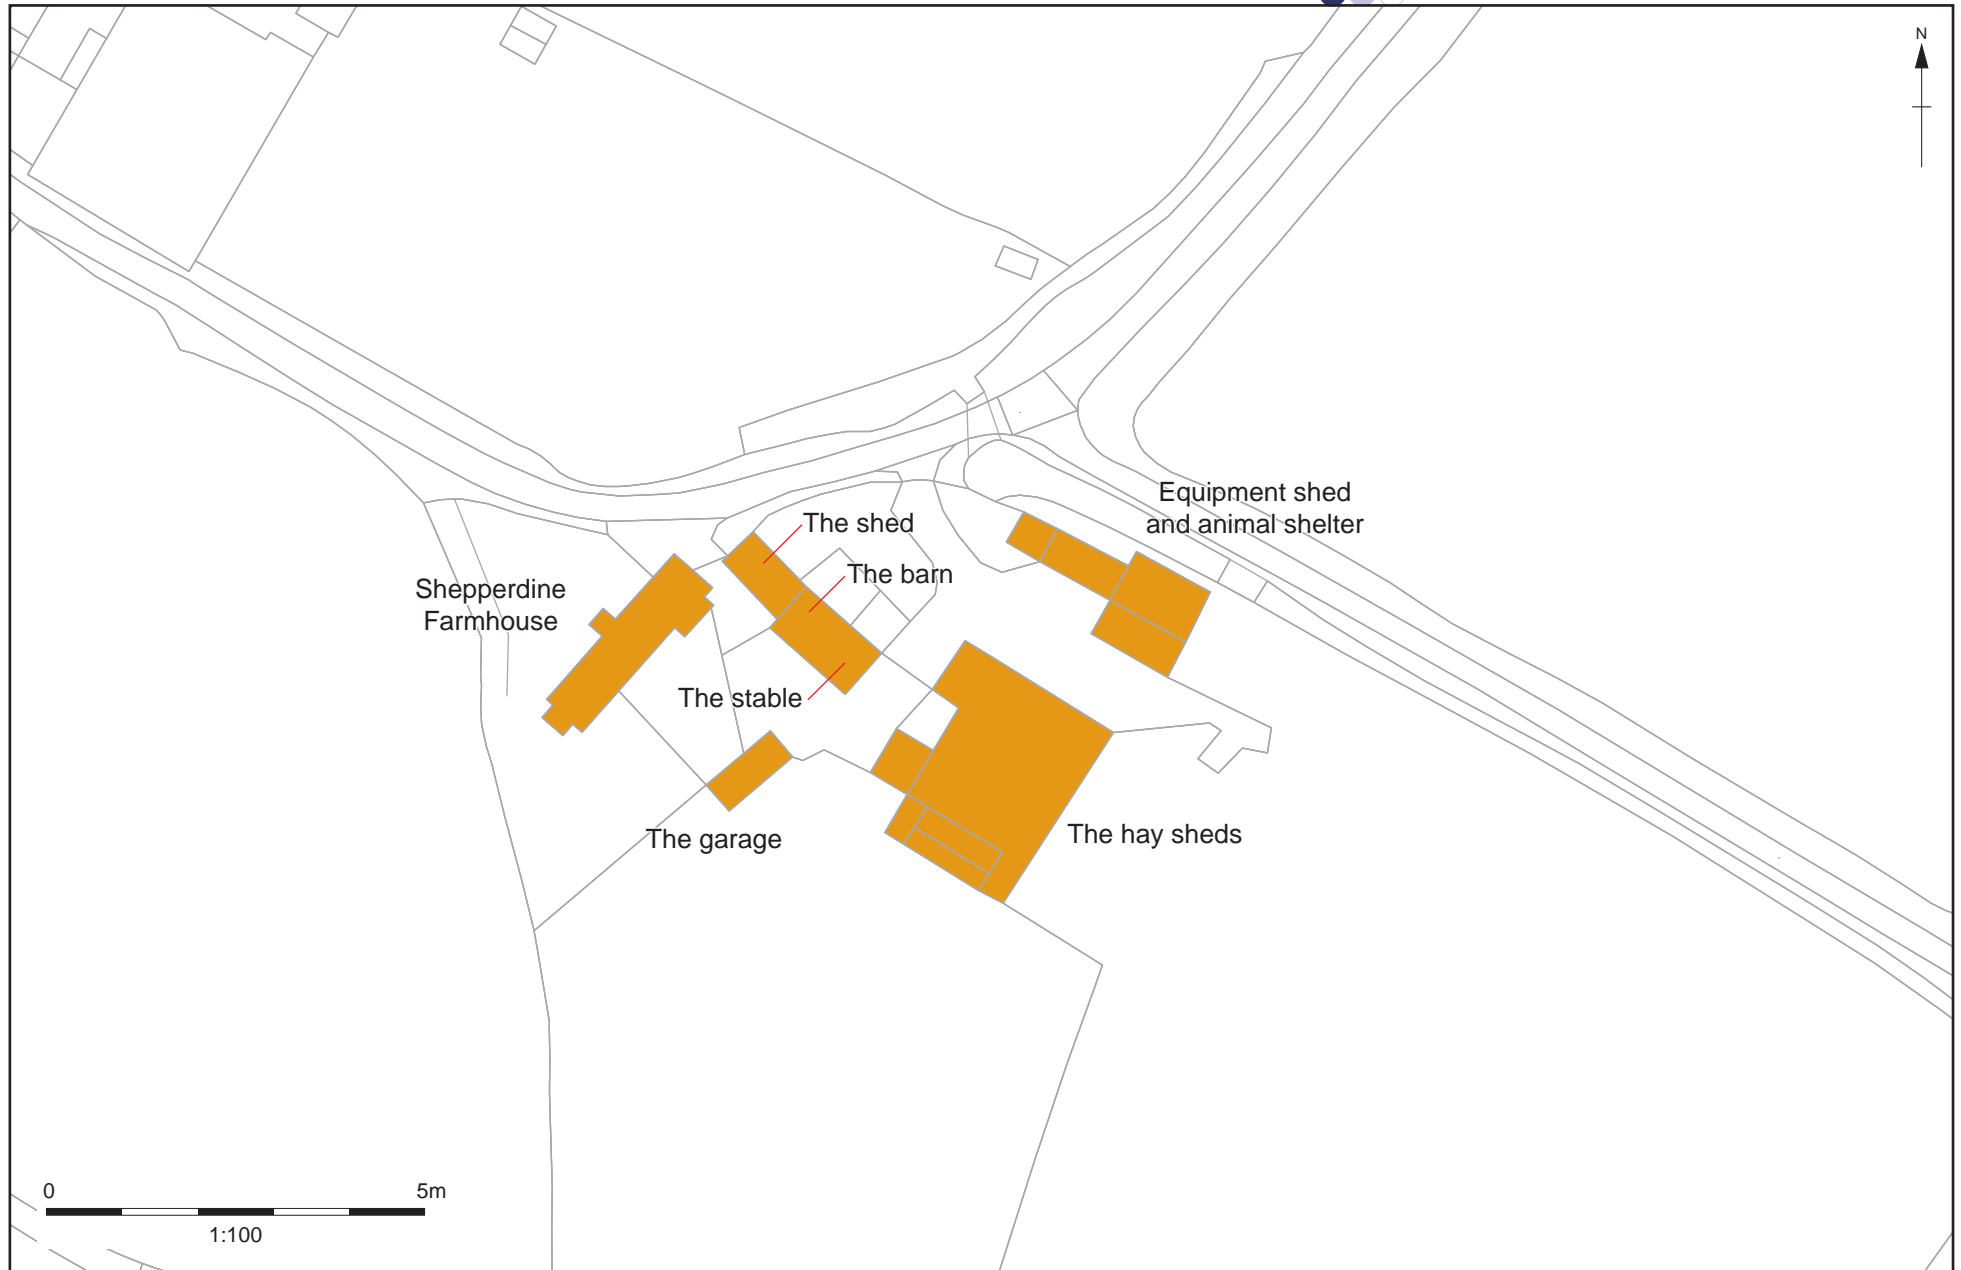 N
Equipment shed
and animal shelter
The shed
The barn
Shepperdine
Farmhouse
The stable
The garage
The hay sheds
0 5m
1:100